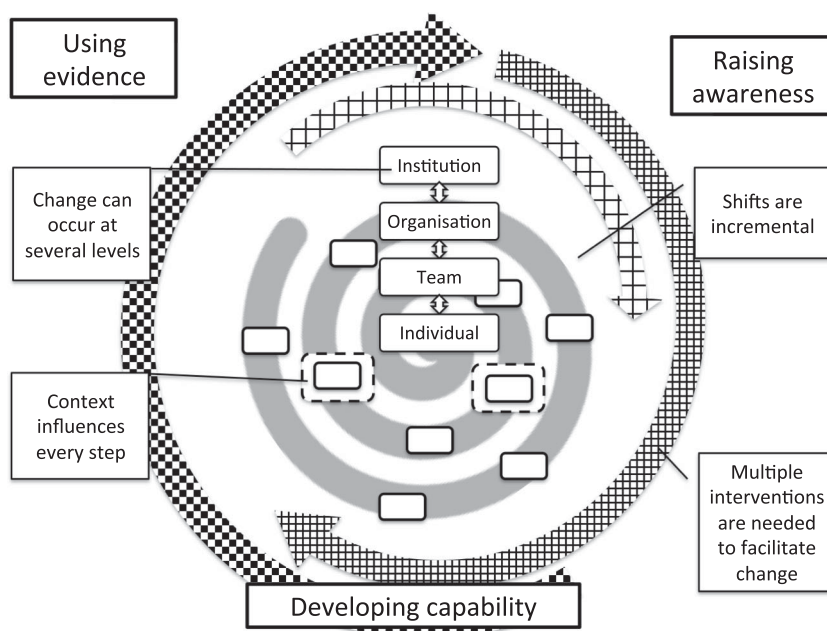 Using
evidence
Raising
awareness
Institution
Change can
occur at
several levels
Organisation
Shifts are
incremental
Team
Individual
Context
influences
every step
Multiple
interventions
are needed
to facilitate
change
Developing capability